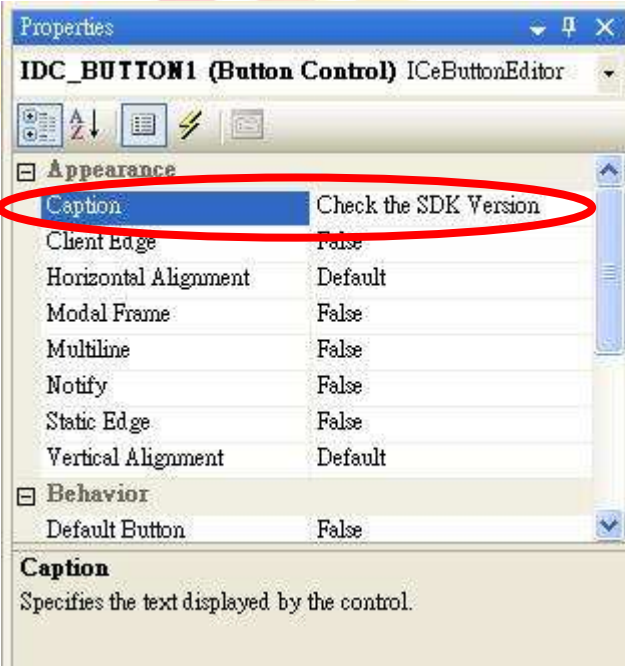 Properties
IDC_BUTTON1 (Button Control) ICeButtonEditor
Appearance
Caption Check the SDK Version
Client Edge False
Horizontal Alignment Default
Modal Frame False
Multiline False
Notify False
Static Edge False
Vertical Alignment Default
Behavior
Default Button False
Caption
Specifies the text displayed by the control.